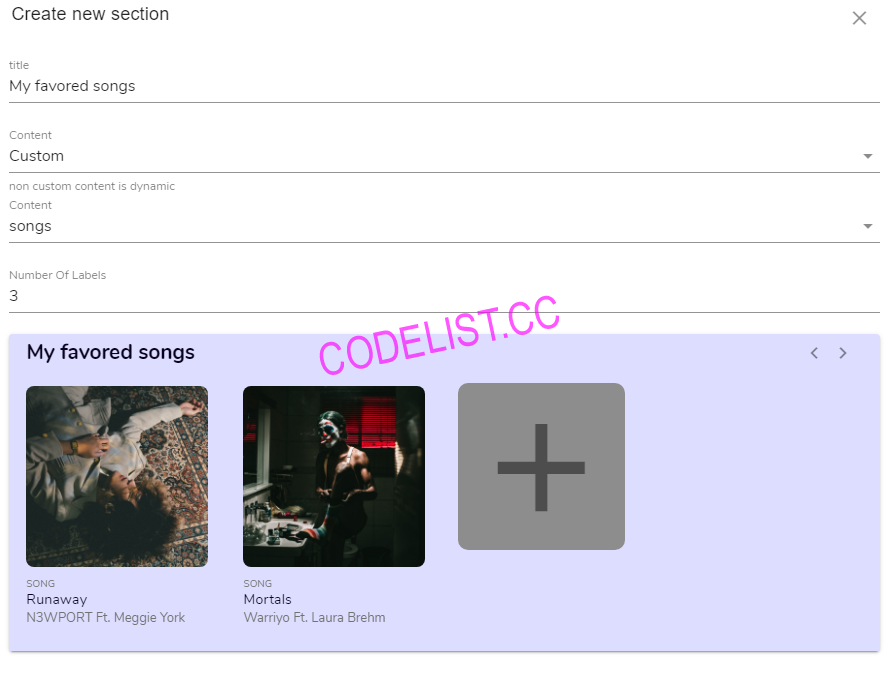 Create new section
title
My favored songs
Content
Custom
non custom content is dynamic
Content
songs
Number Of Labels
3
CODELIST.CC
My favored songs
SONG
Runaway
N3WPORT Ft. Meggie York
SONG
Mortals
Warriyo Ft. Laura Brehm